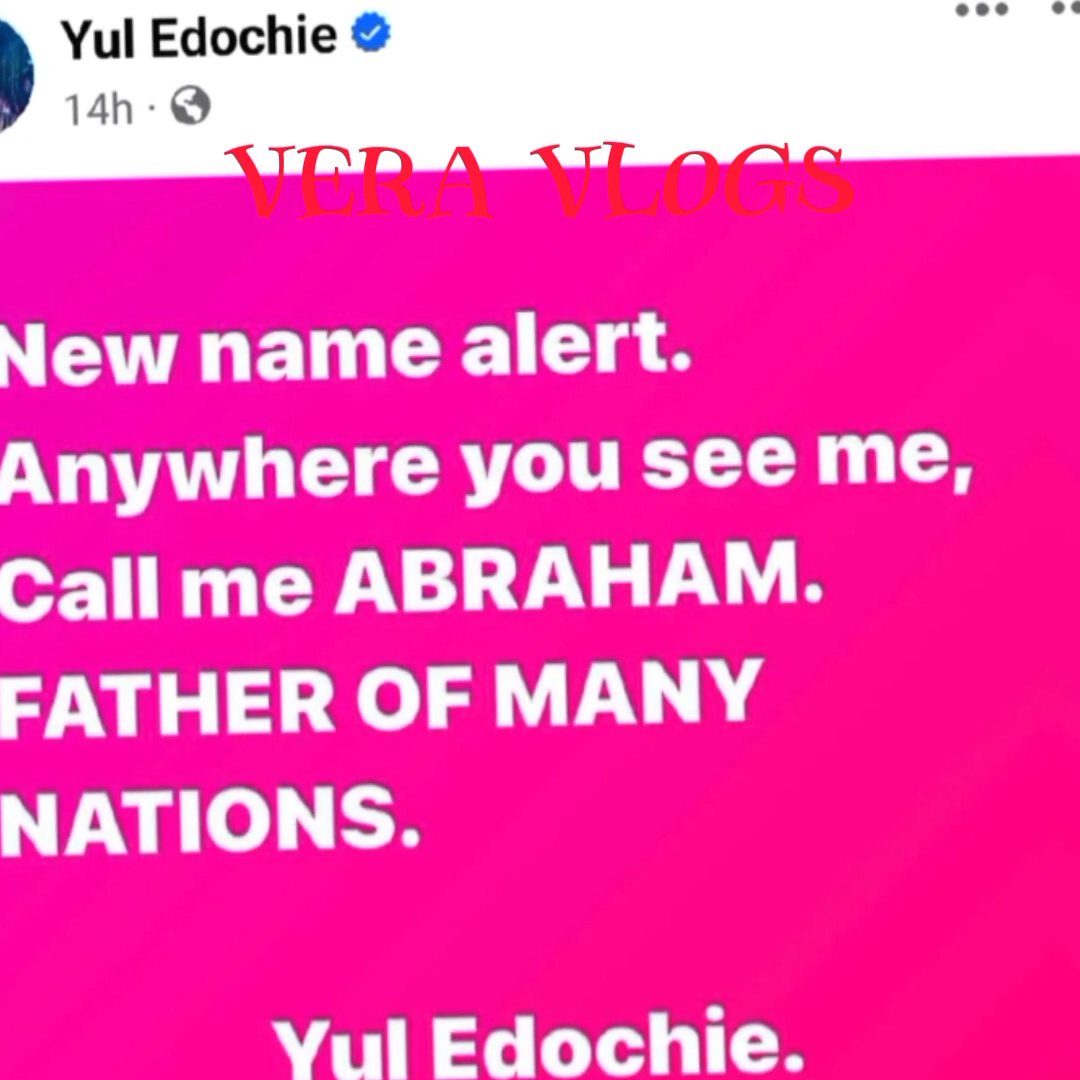 Yul Edochie
14h ·
VERA VLOGS
New name alert.
Anywhere you see me,
Call me ABRAHAM.
FATHER OF MANY
NATIONS.
Yul Edochie.